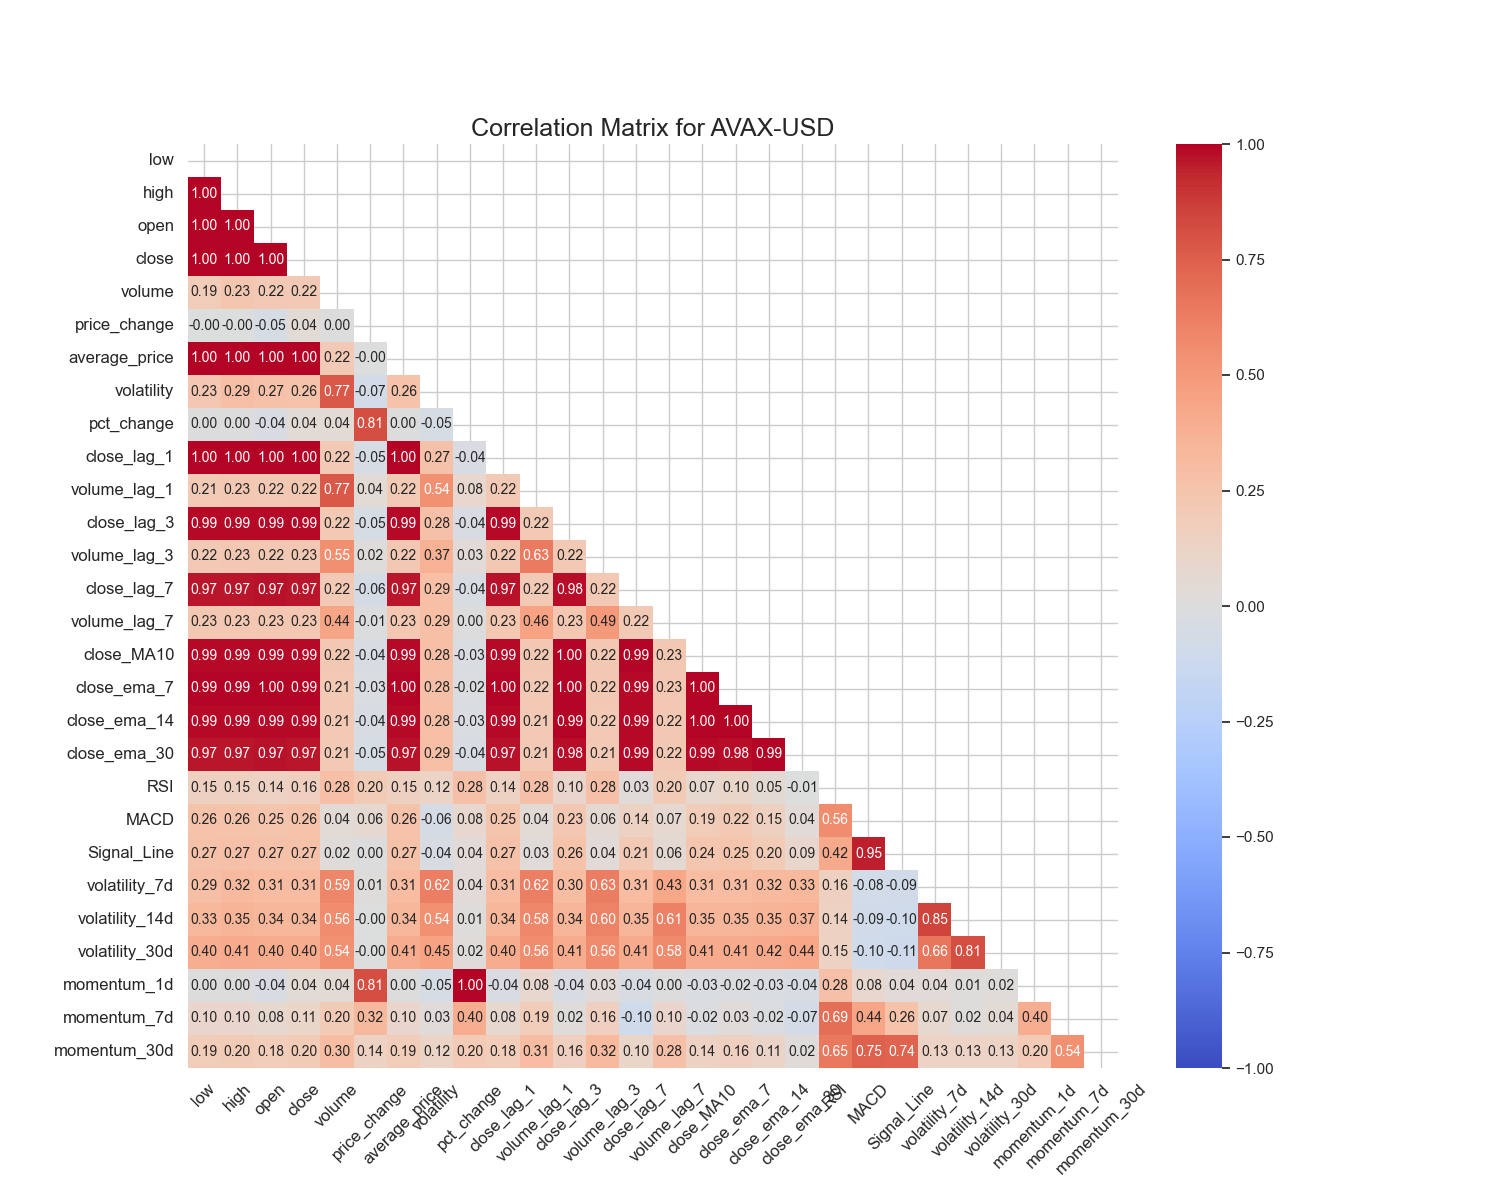 Correlation Matrix for AVAX-USD
low
high 1.00
open 1.00 1.00
close 1.00 1.00 1.00
volume 0.19 0.23 0.22 0.22
price_change -0.00 -0.00 -0.05 0.04 0.00
average_price 1.00 1.00 1.00 1.00 0.22 -0.00
volatility 0.23 0.29 0.27 0.26 0.77 -0.07 0.26
pct_change 0.00 0.00 -0.04 0.04 0.04 0.81 0.00 -0.05
close_lag_1 1.00 1.00 1.00 1.00 0.22 -0.05 1.00 0.27 -0.04
volume_lag_1 0.21 0.23 0.22 0.22 0.77 0.04 0.22 0.54 0.08 0.22
close_lag_3 0.99 0.99 0.99 0.99 0.22 -0.05 0.99 0.28 -0.04 0.99 0.22
volume_lag_3 0.22 0.23 0.22 0.23 0.55 0.02 0.22 0.37 0.03 0.22 0.63 0.22
close_lag_7 0.97 0.97 0.97 0.97 0.22 -0.06 0.97 0.29 -0.04 0.97 0.22 0.98 0.22
volume_lag_7 0.23 0.23 0.23 0.23 0.44 -0.01 0.23 0.29 0.00 0.23 0.46 0.23 0.49 0.22
close_MA10 0.99 0.99 0.99 0.99 0.22 -0.04 0.99 0.28 -0.03 0.99 0.22 1.00 0.22 0.99 0.23
close_ema_7 0.99 0.99 1.00 0.99 0.21 -0.03 1.00 0.28 -0.02 1.00 0.22 1.00 0.22 0.99 0.23 1.00
close_ema_14 0.99 0.99 0.99 0.99 0.21 -0.04 0.99 0.28 -0.03 0.99 0.21 0.99 0.22 0.99 0.22 1.00 1.00
close_ema_30 0.97 0.97 0.97 0.97 0.21 -0.05 0.97 0.29 -0.04 0.97 0.21 0.98 0.21 0.99 0.22 0.99 0.98 0.99
RSI 0.15 0.15 0.14 0.16 0.28 0.20 0.15 0.12 0.28 0.14 0.28 0.10 0.28 0.03 0.20 0.07 0.10 0.05 -0.01
MACD 0.26 0.26 0.25 0.26 0.04 0.06 0.26 -0.06 0.08 0.25 0.04 0.23 0.06 0.14 0.07 0.19 0.22 0.15 0.04 0.56
Signal_Line 0.27 0.27 0.27 0.27 0.02 0.00 0.27 -0.04 0.04 0.27 0.03 0.26 0.04 0.21 0.06 0.24 0.25 0.20 0.09 0.42 0.95
volatility_7d 0.29 0.32 0.31 0.31 0.59 0.01 0.31 0.62 0.04 0.31 0.62 0.30 0.63 0.31 0.43 0.31 0.31 0.32 0.33 0.16 -0.08 -0.09
volatility_14d 0.33 0.35 0.34 0.34 0.56 -0.00 0.34 0.54 0.01 0.34 0.58 0.34 0.60 0.35 0.61 0.35 0.35 0.35 0.37 0.14 -0.09 -0.10 0.85
volatility_30d 0.40 0.41 0.40 0.40 0.54 -0.00 0.41 0.45 0.02 0.40 0.56 0.41 0.56 0.41 0.58 0.41 0.41 0.42 0.44 0.15 -0.10 -0.11 0.66 0.81
momentum_1d 0.00 0.00 -0.04 0.04 0.04 0.81 0.00 -0.05 1.00 -0.04 0.08 -0.04 0.03 -0.04 0.00 -0.03 -0.02 -0.03 -0.04 0.28 0.08 0.04 0.04 0.01 0.02
momentum_7d 0.10 0.10 0.08 0.11 0.20 0.32 0.10 0.03 0.40 0.08 0.19 0.02 0.16 -0.10 0.10 -0.02 0.03 -0.02 -0.07 0.69 0.44 0.26 0.07 0.02 0.04 0.40
momentum_30d 0.19 0.20 0.18 0.20 0.30 0.14 0.19 0.12 0.20 0.18 0.31 0.16 0.32 0.10 0.28 0.14 0.16 0.11 0.02 0.65 0.75 0.74 0.13 0.13 0.13 0.20 0.54
low
high
open
close
volume
price_change
average_price
volatility
pct_change
close_lag_1
volume_lag_1
close_lag_3
volume_lag_3
close_lag_7
volume_lag_7
close_MA10
close_ema_7
close_ema_14
close_ema_30
RSI
MACD
Signal_Line
volatility_7d
volatility_14d
volatility_30d
momentum_1d
momentum_7d
momentum_30d
1.00
0.75
0.50
0.25
0.00
−0.25
−0.50
−0.75
−1.00